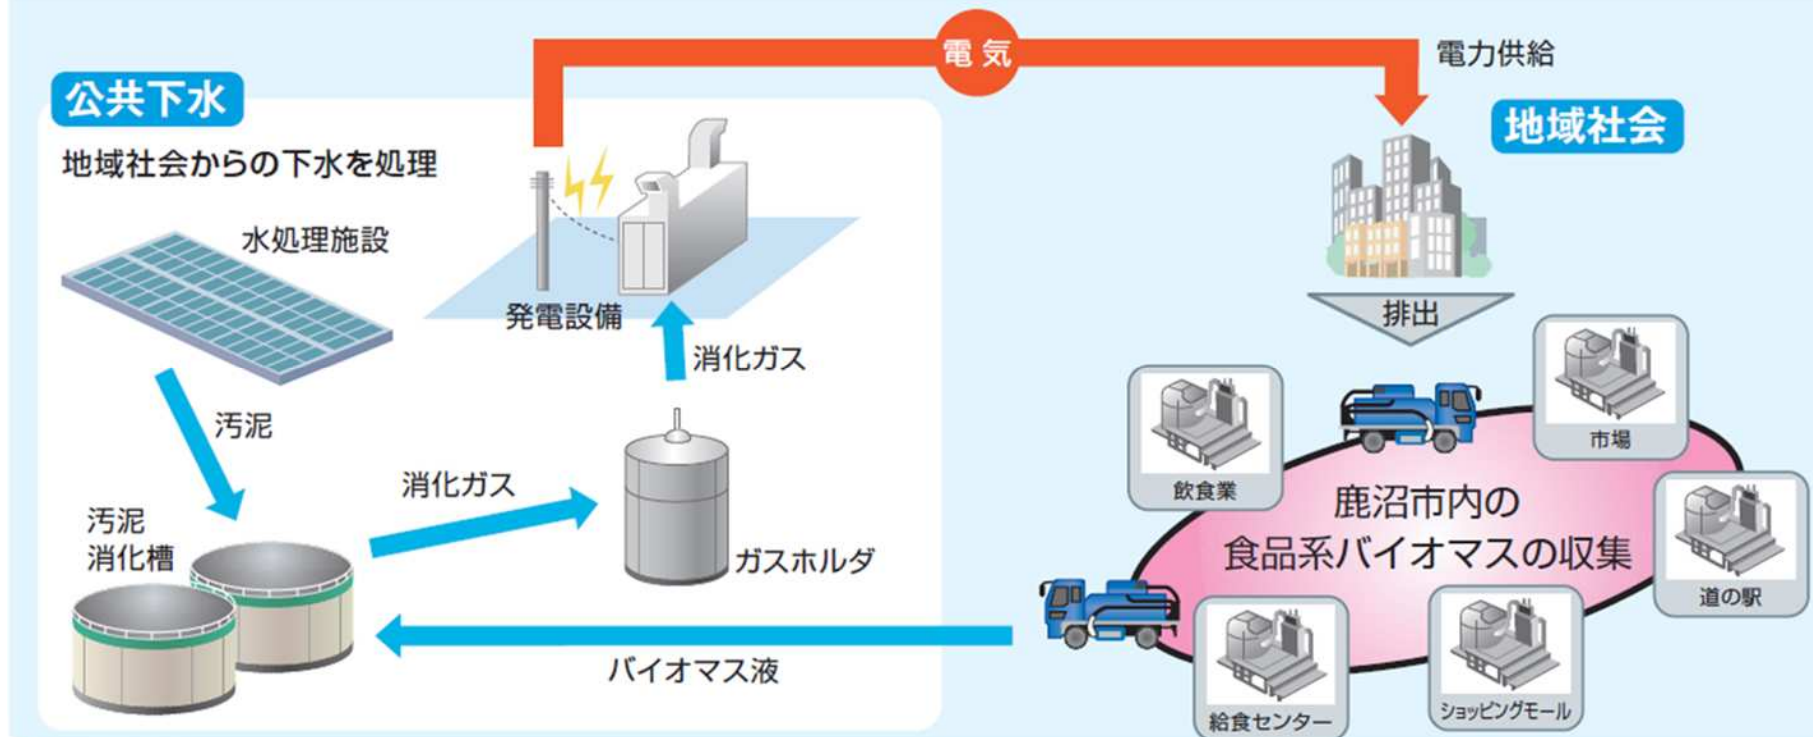 電気
電力供給
公共下水
地域社会
地域社会からの下水を処理
水処理施設
発電設備
排出
消化ガス
汚泥
市場
飲食業
消化ガス
鹿沼市内の
食品系バイオマスの収集
汚泥
消化槽
ガスホルダ
道の駅
バイオマス液
給食センター
ショッピングモール